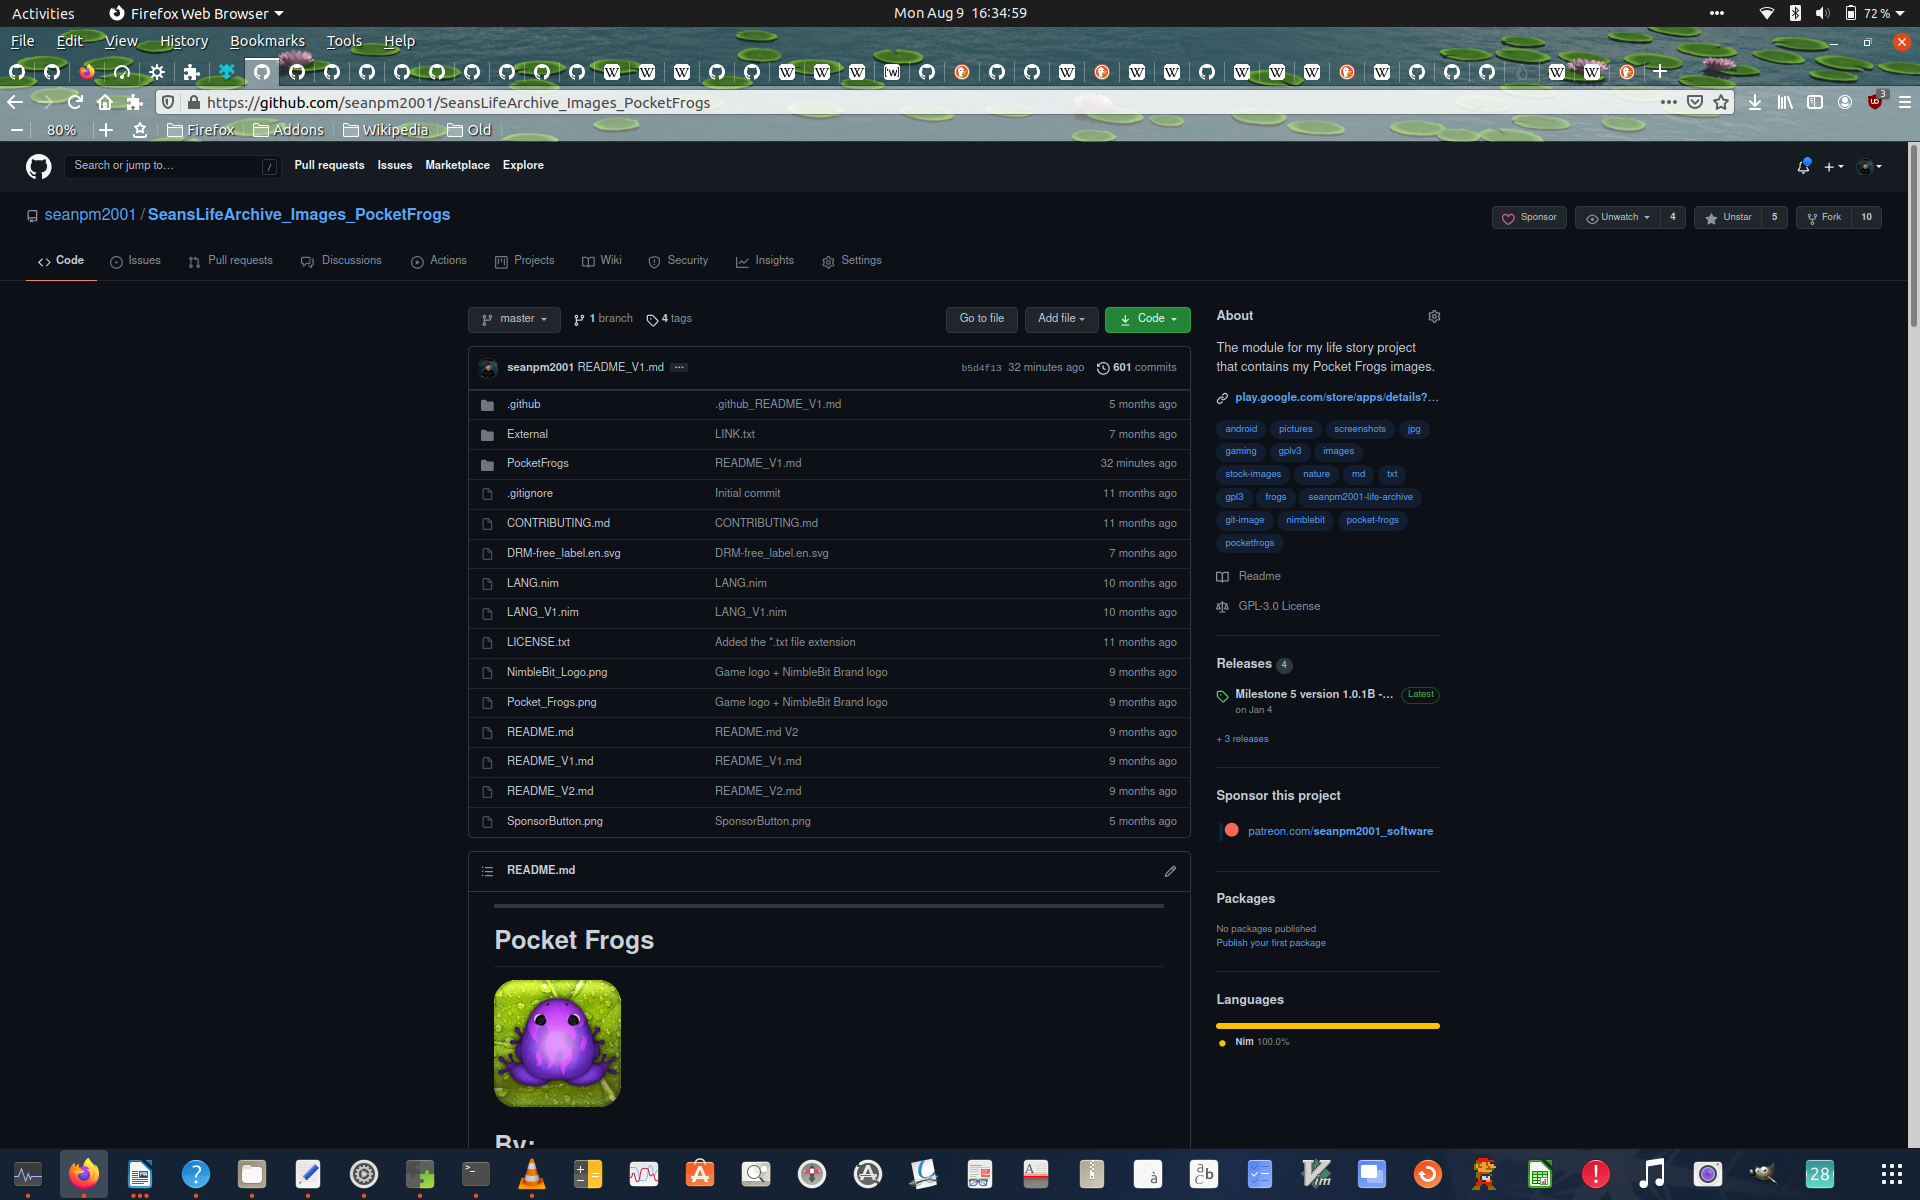 Activities Firefox Web Browser Mon Aug 9 16:34:59 72 %
File Edit View History Bookmarks Tools Help
https://github.com/seanpm2001/SeansLifeArchive_Images_PocketFrogs 3
80% Firefox Addons Wikipedia Old
Search or jump to… / Pull requests Issues Marketplace Explore
seanpm2001 / SeansLifeArchive_Images_PocketFrogs Sponsor Unwatch 4 Unstar 5 Fork 10
Code Issues Pull requests Discussions Actions Projects Wiki Security Insights Settings
master 1 branch 4 tags Go to file Add file Code
seanpm2001 README_V1.md … b5d4f13 32 minutes ago 601 commits
.github .github_README_V1.md 5 months ago
External LINK.txt 7 months ago
PocketFrogs README_V1.md 32 minutes ago
.gitignore Initial commit 11 months ago
CONTRIBUTING.md CONTRIBUTING.md 11 months ago
DRM-free_label.en.svg DRM-free_label.en.svg 7 months ago
LANG.nim LANG.nim 10 months ago
LANG_V1.nim LANG_V1.nim 10 months ago
LICENSE.txt Added the *.txt file extension 11 months ago
NimbleBit_Logo.png Game logo + NimbleBit Brand logo 9 months ago
Pocket_Frogs.png Game logo + NimbleBit Brand logo 9 months ago
README.md README.md V2 9 months ago
README_V1.md README_V1.md 9 months ago
README_V2.md README_V2.md 9 months ago
SponsorButton.png SponsorButton.png 5 months ago
README.md
Pocket Frogs
By:
About
The module for my life story project
that contains my Pocket Frogs images.
play.google.com/store/apps/details?…
android pictures screenshots jpg
gaming gplv3 images
stock-images nature md txt
gpl3 frogs seanpm2001-life-archive
git-image nimblebit pocket-frogs
pocketfrogs
Readme
GPL-3.0 License
Releases 4
Milestone 5 version 1.0.1B -… Latest
on Jan 4
+ 3 releases
Sponsor this project
patreon.com/seanpm2001_software
Packages
No packages published
Publish your first package
Languages
Nim 100.0%
28